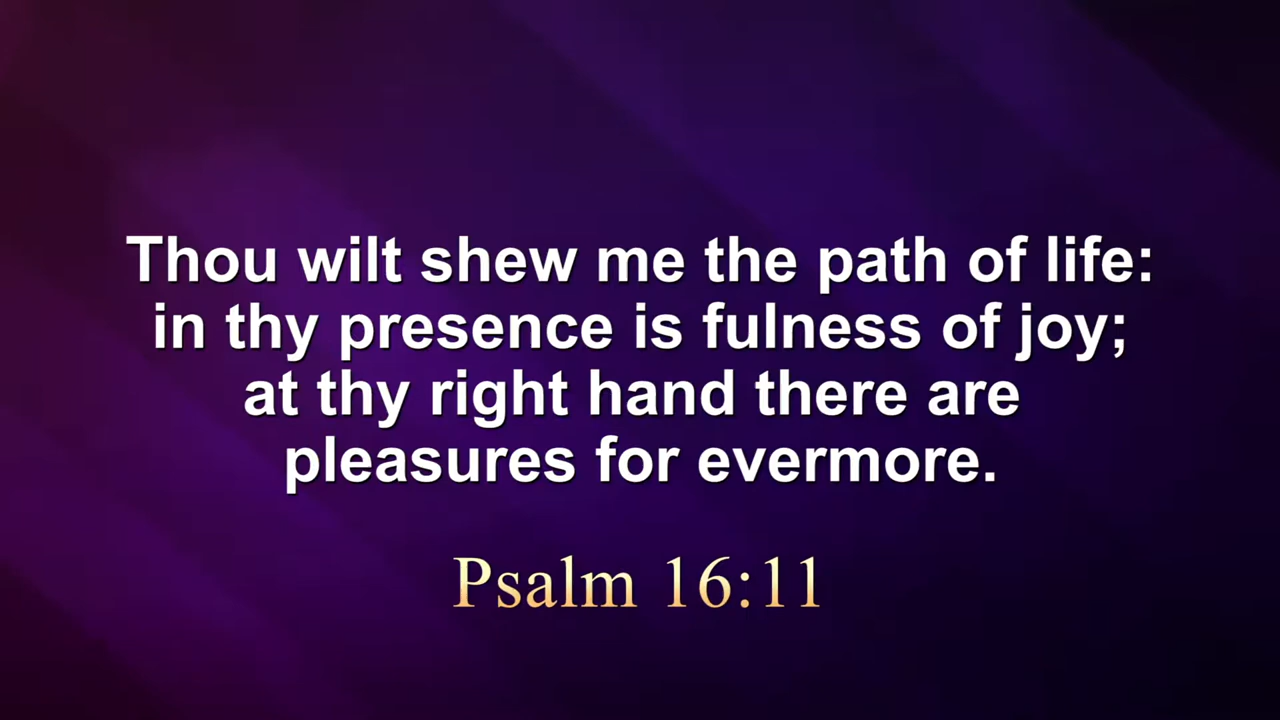 Thou wilt shew me the path of life:
in thy presence is fulness of joy;
at thy right hand there are
pleasures for evermore.
Psalm 16:11